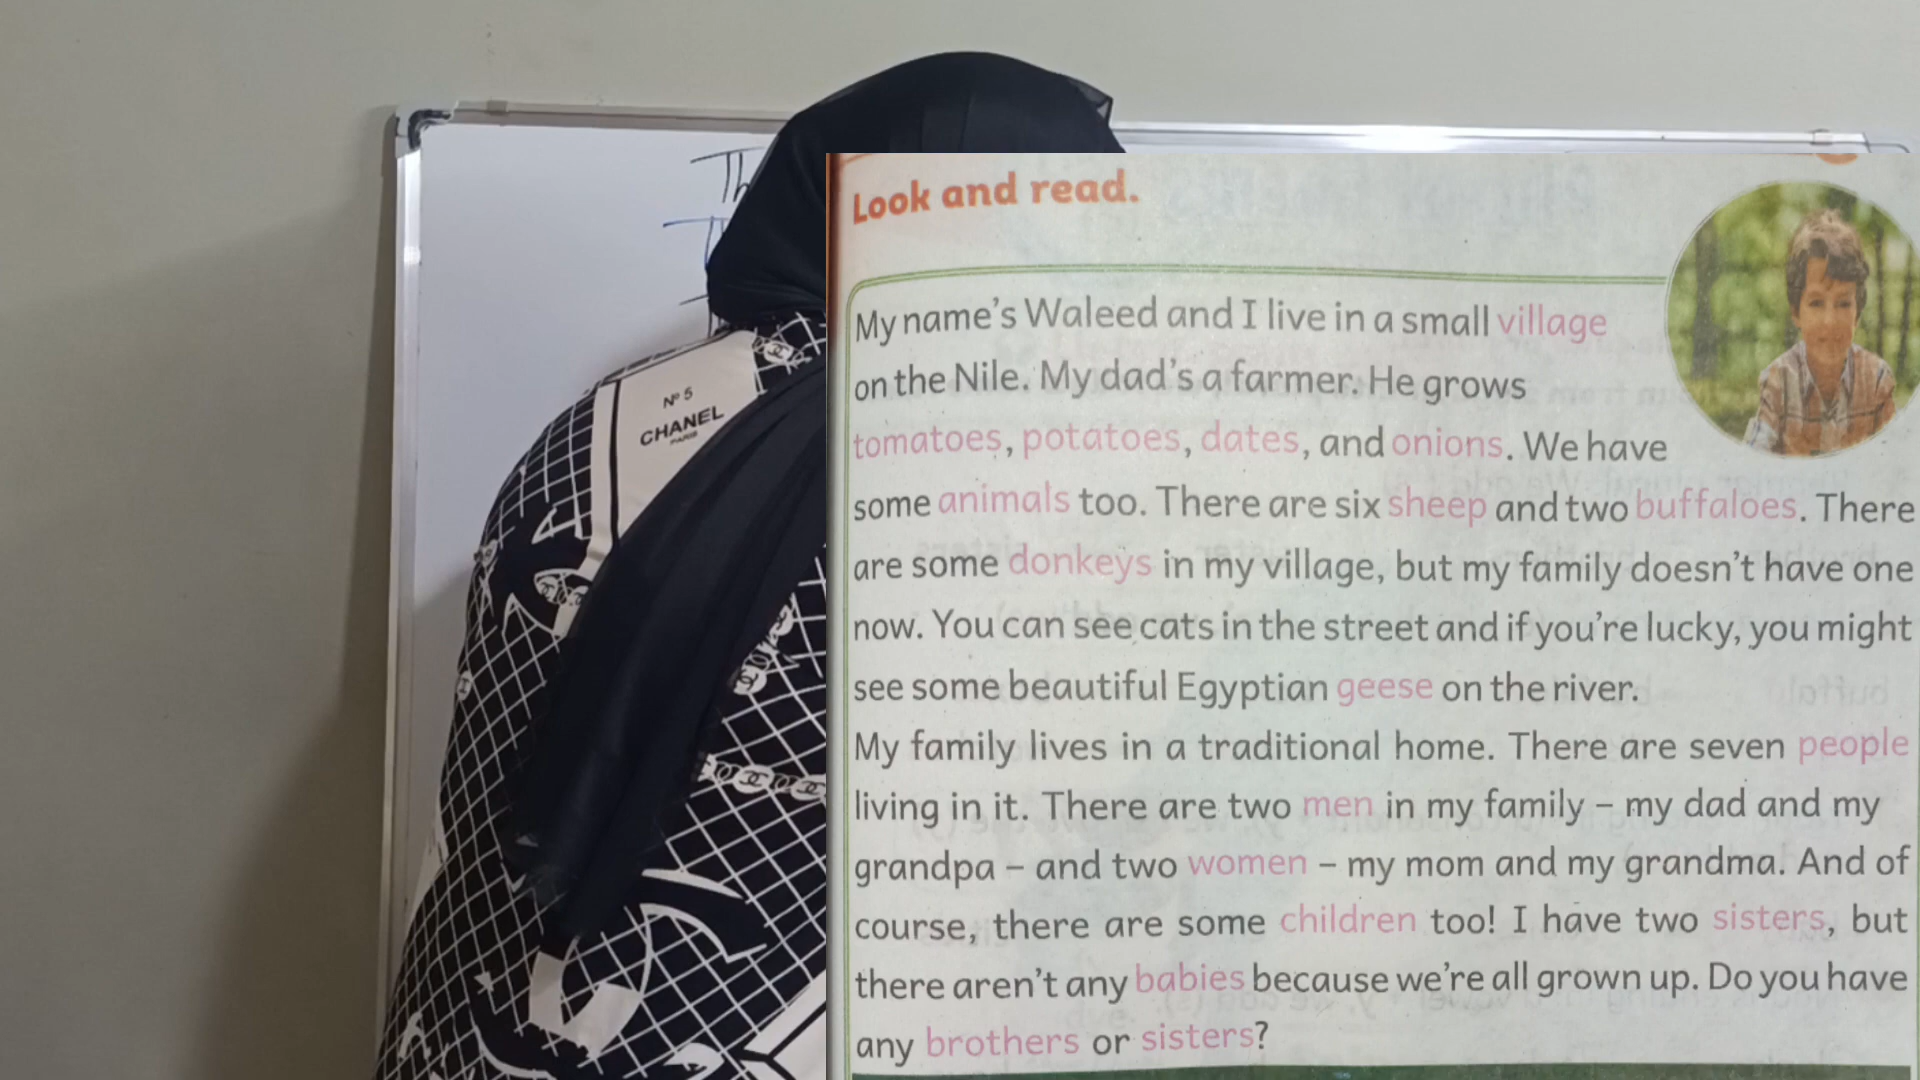 Look and read.
My name's Waleed and I live in a small village
on the Nile. My dad's a farmer. He grows
tomatoes, potatoes, dates, and onions. We have
some animals too. There are six sheep and two buffaloes. There
are some donkeys in my village, but my family doesn't have one
now. You can see cats in the street and if you're lucky, you might
see some beautiful Egyptian geese on the river.
My family lives in a traditional home. There are seven people
living in it. There are two men in my family – my dad and my
grandpa – and two women – my mom and my grandma. And of
course, there are some children too! I have two sisters, but
there aren't any babies because we're all grown up. Do you have
any brothers or sisters?
Nº 5
CHANEL
PARIS